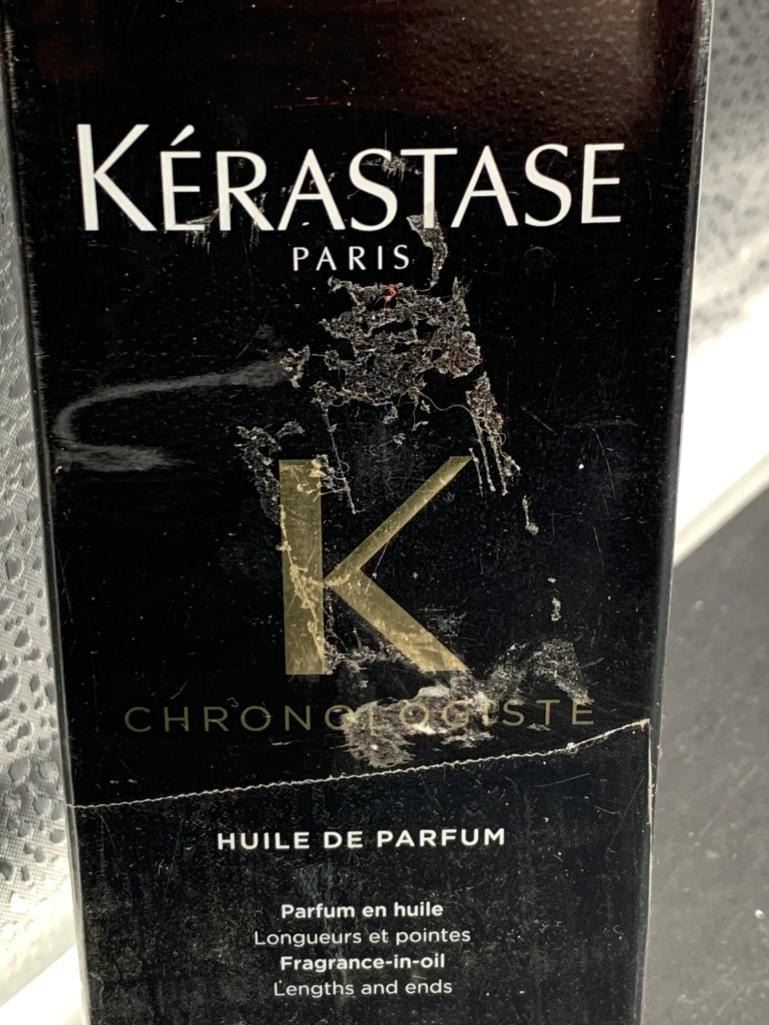 KÉRASTASE
PARIS
K
CHRONOLOGISTE
HUILE DE PARFUM
Parfum en huile
Longueurs et pointes
Fragrance-in-oil
Lengths and ends